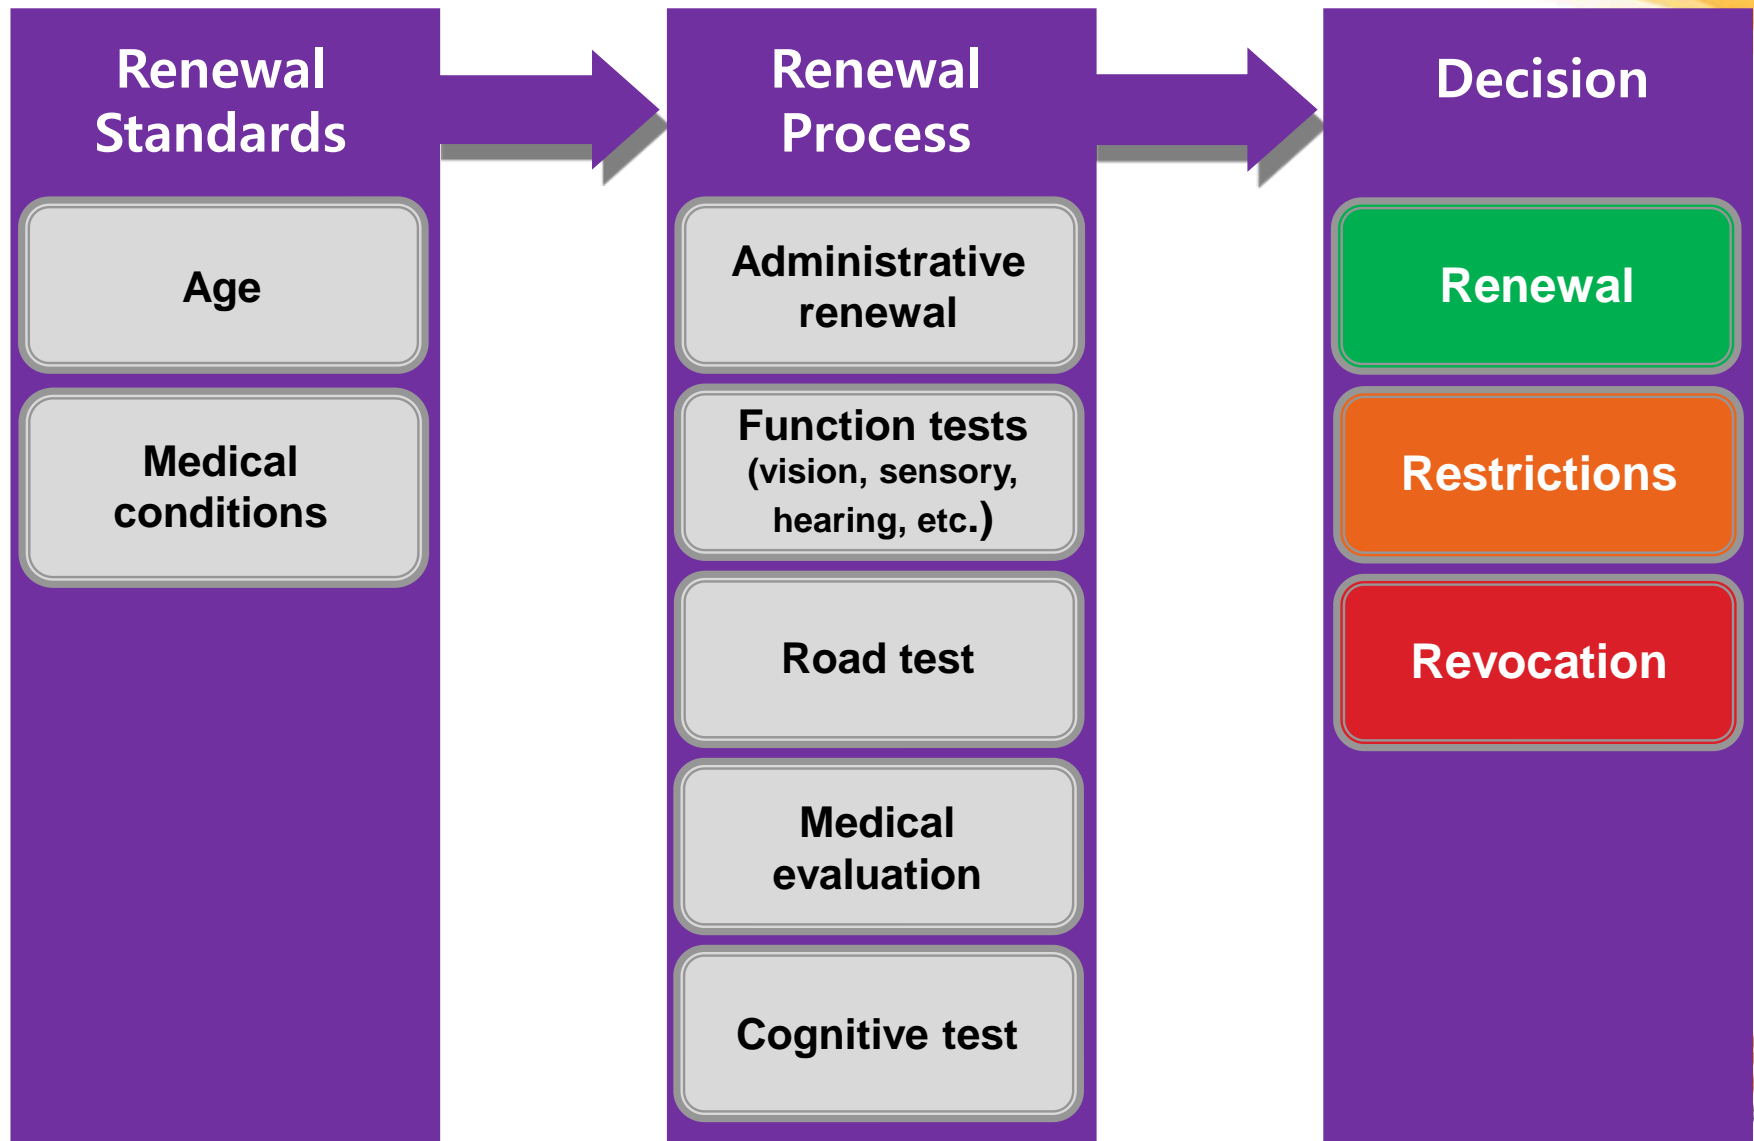 Renewal
Standards
Age
Medical
conditions
Renewal
Process
Administrative
renewal
Function tests
(vision, sensory,
hearing, etc.)
Road test
Medical
evaluation
Cognitive test
Decision
Renewal
Restrictions
Revocation